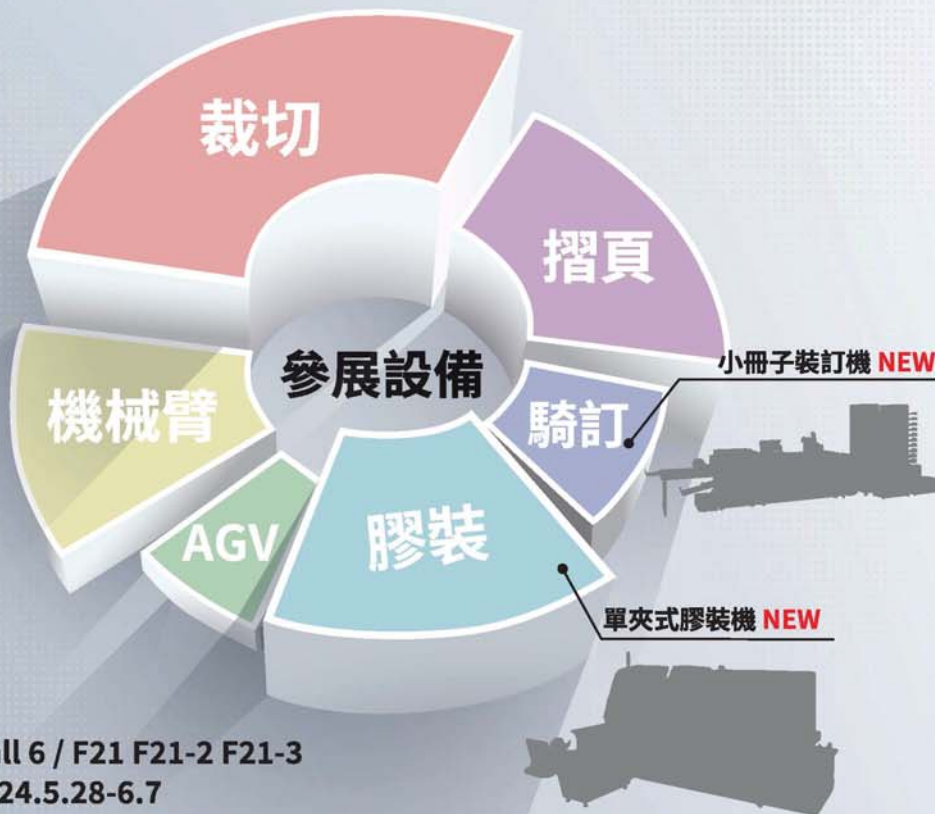 裁切
摺頁
參展設備
小冊子裝訂機 NEW
機械臂
騎訂
AGV
膠裝
單夾式膠裝機 NEW
ll 6 / F21 F21-2 F21-3
24.5.28-6.7